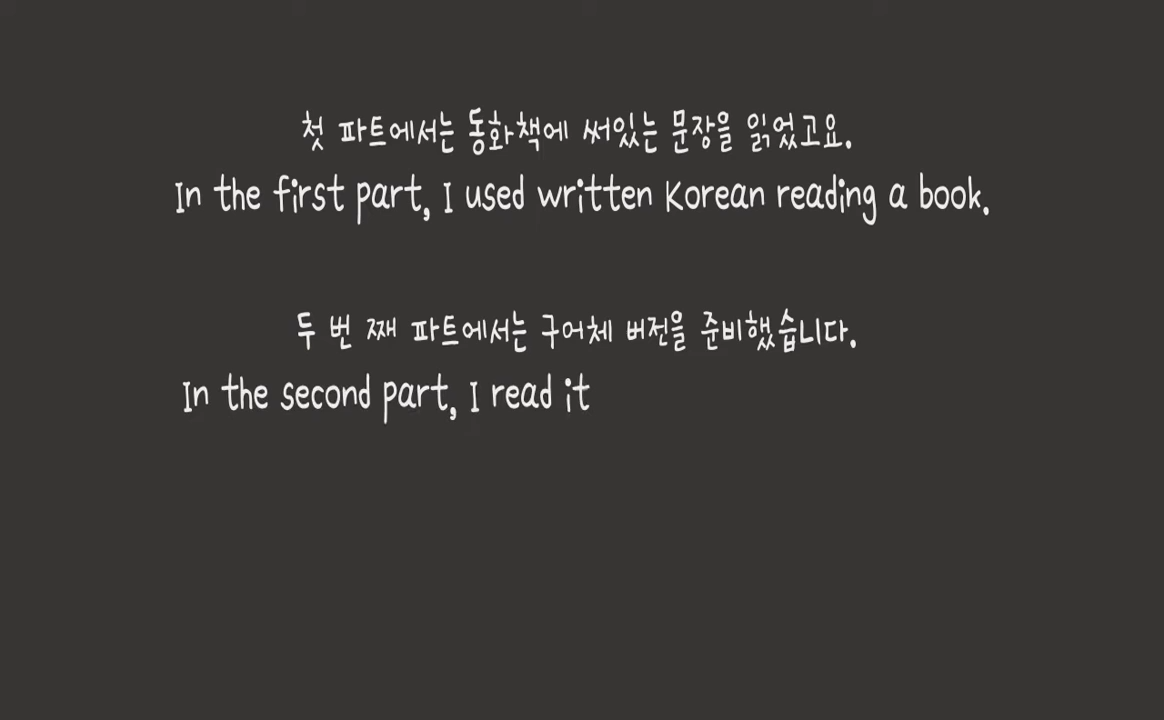 첫 파트에서는 동화책에 써있는 문장을 읽었고요.
In the first part, I used written Korean reading a book.
두 번 째 파트에서는 구어체 버전을 준비했습니다.
In the second part, I read it